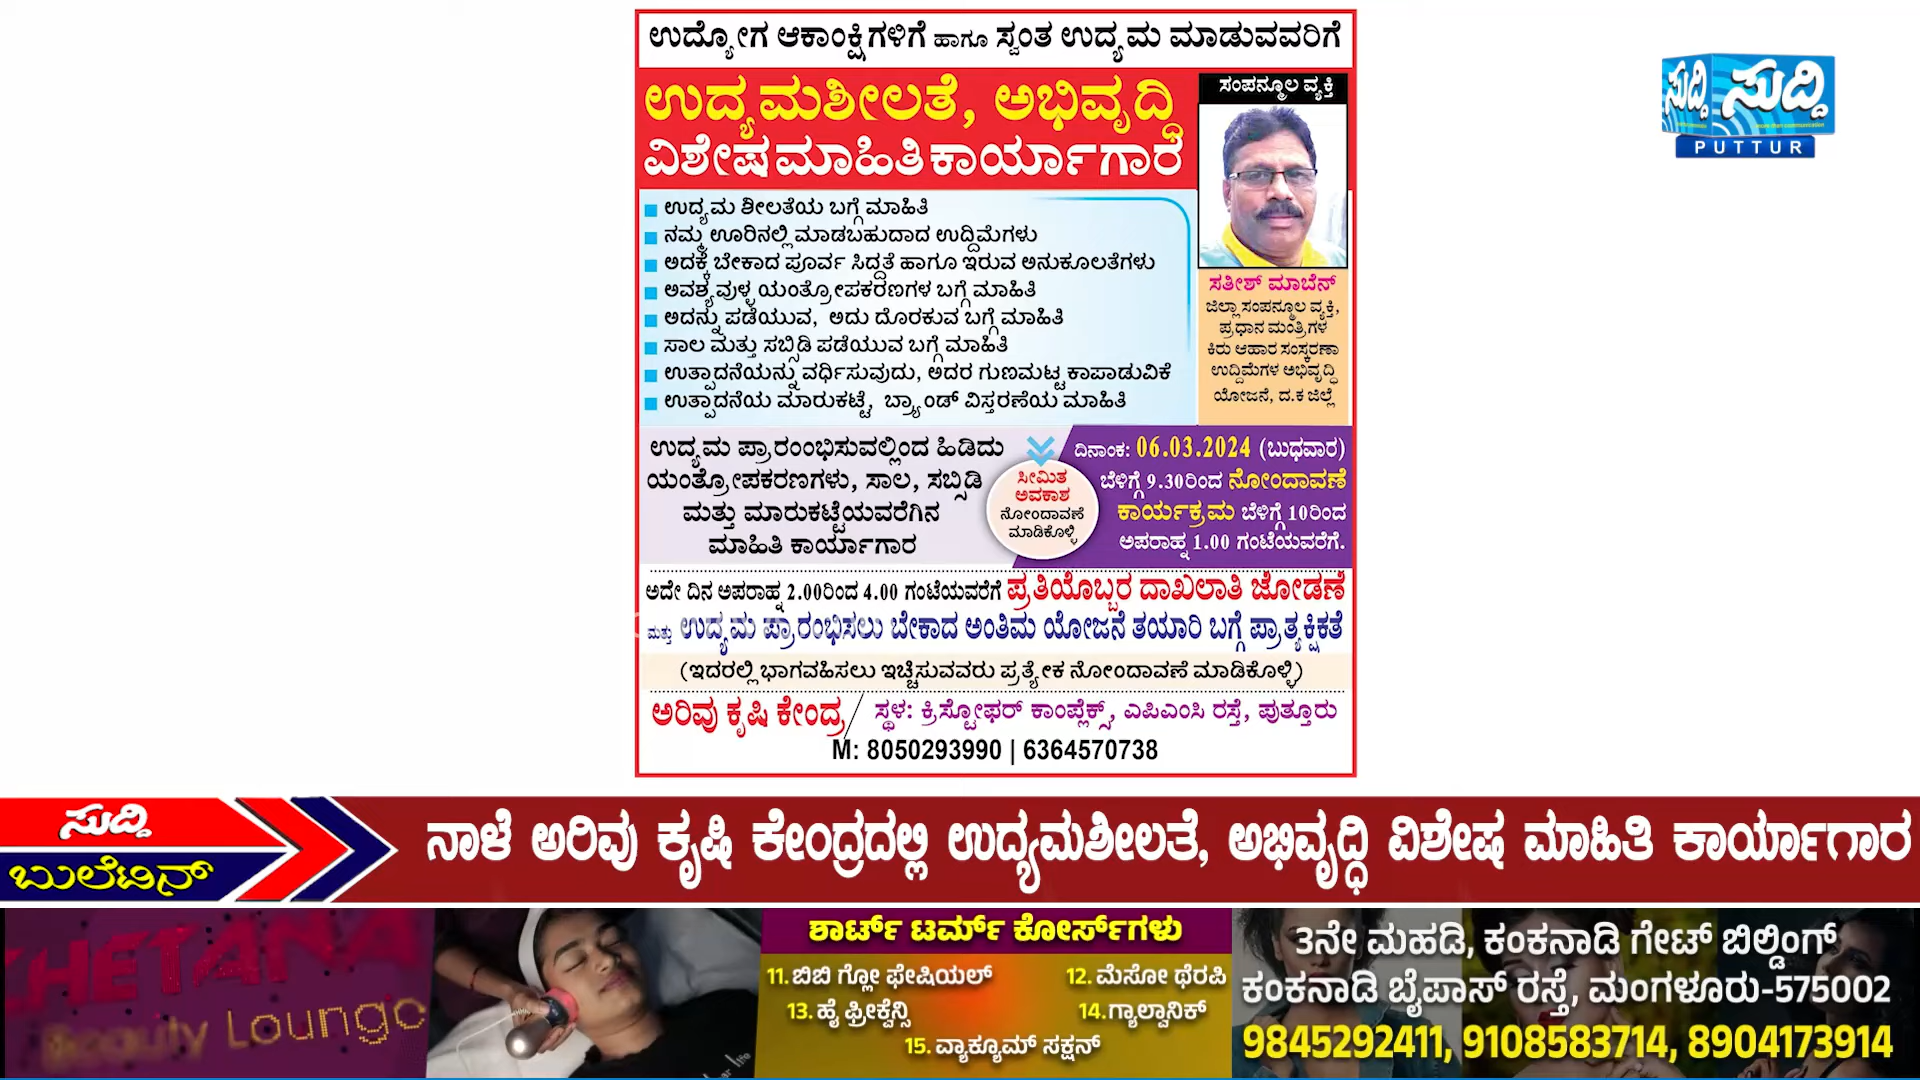 ಉದ್ಯೋಗ ಆಕಾಂಕ್ಷಿಗಳಿಗೆ ಹಾಗೂ ಸ್ವಂತ ಉದ್ಯಮ ಮಾಡುವವರಿಗೆ
ಉದ್ಯಮಶೀಲತೆ, ಅಭಿವೃದ್ಧಿ
ವಿಶೇಷ ಮಾಹಿತಿ ಕಾರ್ಯಾಗಾರ
ಸಂಪನ್ಮೂಲ ವ್ಯಕ್ತಿ
ಸುದ್ದಿ ಸುದ್ದಿ
PUTTUR
ಉದ್ಯಮ ಶೀಲತೆಯ ಬಗ್ಗೆ ಮಾಹಿತಿ
ನಮ್ಮ ಊರಿನಲ್ಲಿ ಮಾಡಬಹುದಾದ ಉದ್ದಿಮೆಗಳು
ಅದಕ್ಕೆ ಬೇಕಾದ ಪೂರ್ವ ಸಿದ್ಧತೆ ಹಾಗೂ ಇರುವ ಅನುಕೂಲತೆಗಳು
ಅವಶ್ಯವುಳ್ಳ ಯಂತ್ರೋಪಕರಣಗಳ ಬಗ್ಗೆ ಮಾಹಿತಿ
ಅದನ್ನು ಪಡೆಯುವ, ಅದು ದೊರಕುವ ಬಗ್ಗೆ ಮಾಹಿತಿ
ಸಾಲ ಮತ್ತು ಸಬ್ಸಿಡಿ ಪಡೆಯುವ ಬಗ್ಗೆ ಮಾಹಿತಿ
ಉತ್ಪಾದನೆಯನ್ನು ವರ್ಧಿಸುವುದು, ಅದರ ಗುಣಮಟ್ಟ ಕಾಪಾಡುವಿಕೆ
ಉತ್ಪಾದನೆಯ ಮಾರುಕಟ್ಟೆ, ಬ್ರ್ಯಾಂಡ್ ವಿಸ್ತರಣೆಯ ಮಾಹಿತಿ
ಸತೀಶ್ ಮಾಬೆನ್
ಜಿಲ್ಲಾ ಸಂಪನ್ಮೂಲ ವ್ಯಕ್ತಿ,
ಪ್ರಧಾನ ಮಂತ್ರಿಗಳ
ಕಿರು ಆಹಾರ ಸಂಸ್ಕರಣಾ
ಉದ್ದಿಮೆಗಳ ಅಭಿವೃದ್ಧಿ
ಯೋಜನೆ, ದ.ಕ ಜಿಲ್ಲೆ
ಉದ್ಯಮ ಪ್ರಾರಂಂಭಿಸುವಲ್ಲಿಂದ ಹಿಡಿದು
ಯಂತ್ರೋಪಕರಣಗಳು, ಸಾಲ, ಸಬ್ಸಿಡಿ
ಮತ್ತು ಮಾರುಕಟ್ಟೆಯವರೆಗಿನ
ಮಾಹಿತಿ ಕಾರ್ಯಾಗಾರ
ಸೀಮಿತ
ಅವಕಾಶ
ನೋಂದಾವಣೆ
ಮಾಡಿಕೊಳ್ಳಿ
ದಿನಾಂಕ: 06.03.2024 (ಬುಧವಾರ)
ಬೆಳಿಗ್ಗೆ 9.30ರಿಂದ ನೋಂದಾವಣೆ
ಕಾರ್ಯಕ್ರಮ ಬೆಳಿಗ್ಗೆ 10ರಿಂದ
ಅಪರಾಹ್ನ 1.00 ಗಂಟೆಯವರೆಗೆ.
ಅದೇ ದಿನ ಅಪರಾಹ್ನ 2.00ರಿಂದ 4.00 ಗಂಟೆಯವರೆಗೆ ಪ್ರತಿಯೊಬ್ಬರ ದಾಖಲಾತಿ ಜೋಡಣೆ
ಮತ್ತು ಉದ್ಯಮ ಪ್ರಾರಂಭಿಸಲು ಬೇಕಾದ ಅಂತಿಮ ಯೋಜನೆ ತಯಾರಿ ಬಗ್ಗೆ ಪ್ರಾತ್ಯಕ್ಷಿಕತೆ
(ಇದರಲ್ಲಿ ಭಾಗವಹಿಸಲು ಇಚ್ಛಿಸುವವರು ಪ್ರತ್ಯೇಕ ನೋಂದಾವಣೆ ಮಾಡಿಕೊಳ್ಳಿ)
ಅರಿವು ಕೃಷಿ ಕೇಂದ್ರ / ಸ್ಥಳ: ಕ್ರಿಸ್ಟೋಫರ್ ಕಾಂಪ್ಲೆಕ್ಸ್, ಎಪಿಎಂಸಿ ರಸ್ತೆ, ಪುತ್ತೂರು
M: 8050293990 | 6364570738
ಸುದ್ದಿ
ಬುಲೆಟಿನ್
ನಾಳೆ ಅರಿವು ಕೃಷಿ ಕೇಂದ್ರದಲ್ಲಿ ಉದ್ಯಮಶೀಲತೆ, ಅಭಿವೃದ್ಧಿ ವಿಶೇಷ ಮಾಹಿತಿ ಕಾರ್ಯಾಗಾರ
CHETANA
Beauty Lounge
ಶಾರ್ಟ್ ಟರ್ಮ್ ಕೋರ್ಸ್‌ಗಳು
11. ಬಿಬಿ ಗ್ಲೋ ಫೇಷಿಯಲ್ 12. ಮೆಸೋ ಥೆರಪಿ
13. ಹೈ ಫ್ರೀಕ್ವೆನ್ಸಿ 14. ಗ್ಯಾಲ್ವಾನಿಕ್
15. ವ್ಯಾಕ್ಯೂಮ್ ಸಕ್ಷನ್
3ನೇ ಮಹಡಿ, ಕಂಕನಾಡಿ ಗೇಟ್ ಬಿಲ್ಡಿಂಗ್
ಕಂಕನಾಡಿ ಬೈಪಾಸ್ ರಸ್ತೆ, ಮಂಗಳೂರು-575002
9845292411, 9108583714, 8904173914